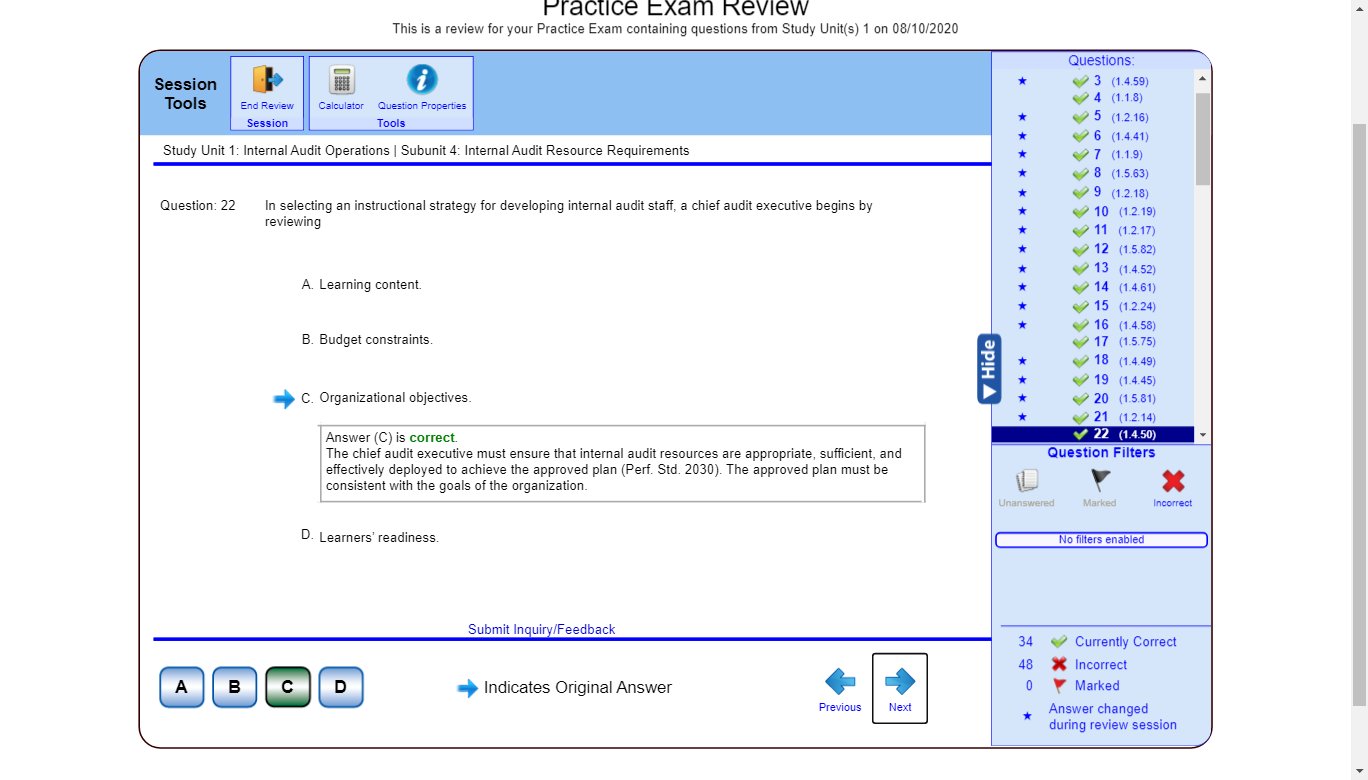 Practice Exam Review
This is a review for your Practice Exam containing questions from Study Unit(s) 1 on 08/10/2020
Session
Tools
End Review
Session
Calculator
Question Properties
Tools
Study Unit 1: Internal Audit Operations | Subunit 4: Internal Audit Resource Requirements
Question: 22
In selecting an instructional strategy for developing internal audit staff, a chief audit executive begins by
reviewing
A. Learning content.
B. Budget constraints.
C. Organizational objectives.
Answer (C) is correct.
The chief audit executive must ensure that internal audit resources are appropriate, sufficient, and
effectively deployed to achieve the approved plan (Perf. Std. 2030). The approved plan must be
consistent with the goals of the organization.
D. Learners' readiness.
Submit Inquiry/Feedback
A B C D
Indicates Original Answer
Previous
Next
Hide
Questions:
3 (1.4.59)
4 (1.1.8)
5 (1.2.16)
6 (1.4.41)
7 (1.1.9)
8 (1.5.63)
9 (1.2.18)
10 (1.2.19)
11 (1.2.17)
12 (1.5.82)
13 (1.4.52)
14 (1.4.61)
15 (1.2.24)
16 (1.4.58)
17 (1.5.75)
18 (1.4.49)
19 (1.4.45)
20 (1.5.81)
21 (1.2.14)
22 (1.4.50)
Question Filters
Unanswered
Marked
Incorrect
No filters enabled
34 Currently Correct
48 Incorrect
0 Marked
Answer changed
during review session